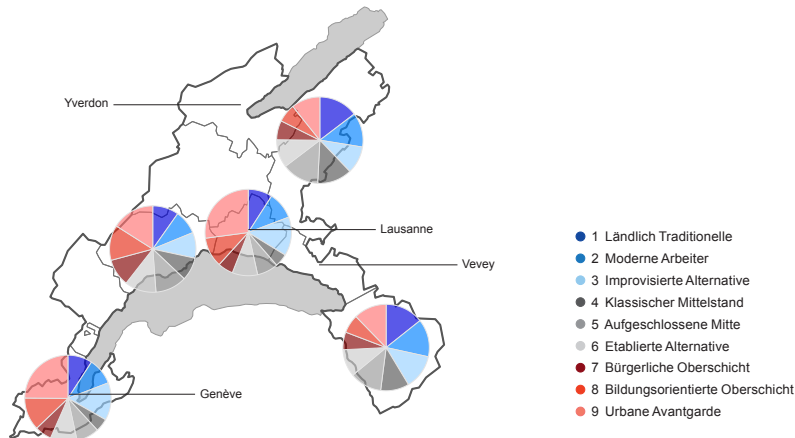 Yverdon
Lausanne
Vevey
Genève
1 Ländlich Traditionelle
2 Moderne Arbeiter
3 Improvisierte Alternative
4 Klassischer Mittelstand
5 Aufgeschlossene Mitte
6 Etablierte Alternative
7 Bürgerliche Oberschicht
8 Bildungsorientierte Oberschicht
9 Urbane Avantgarde